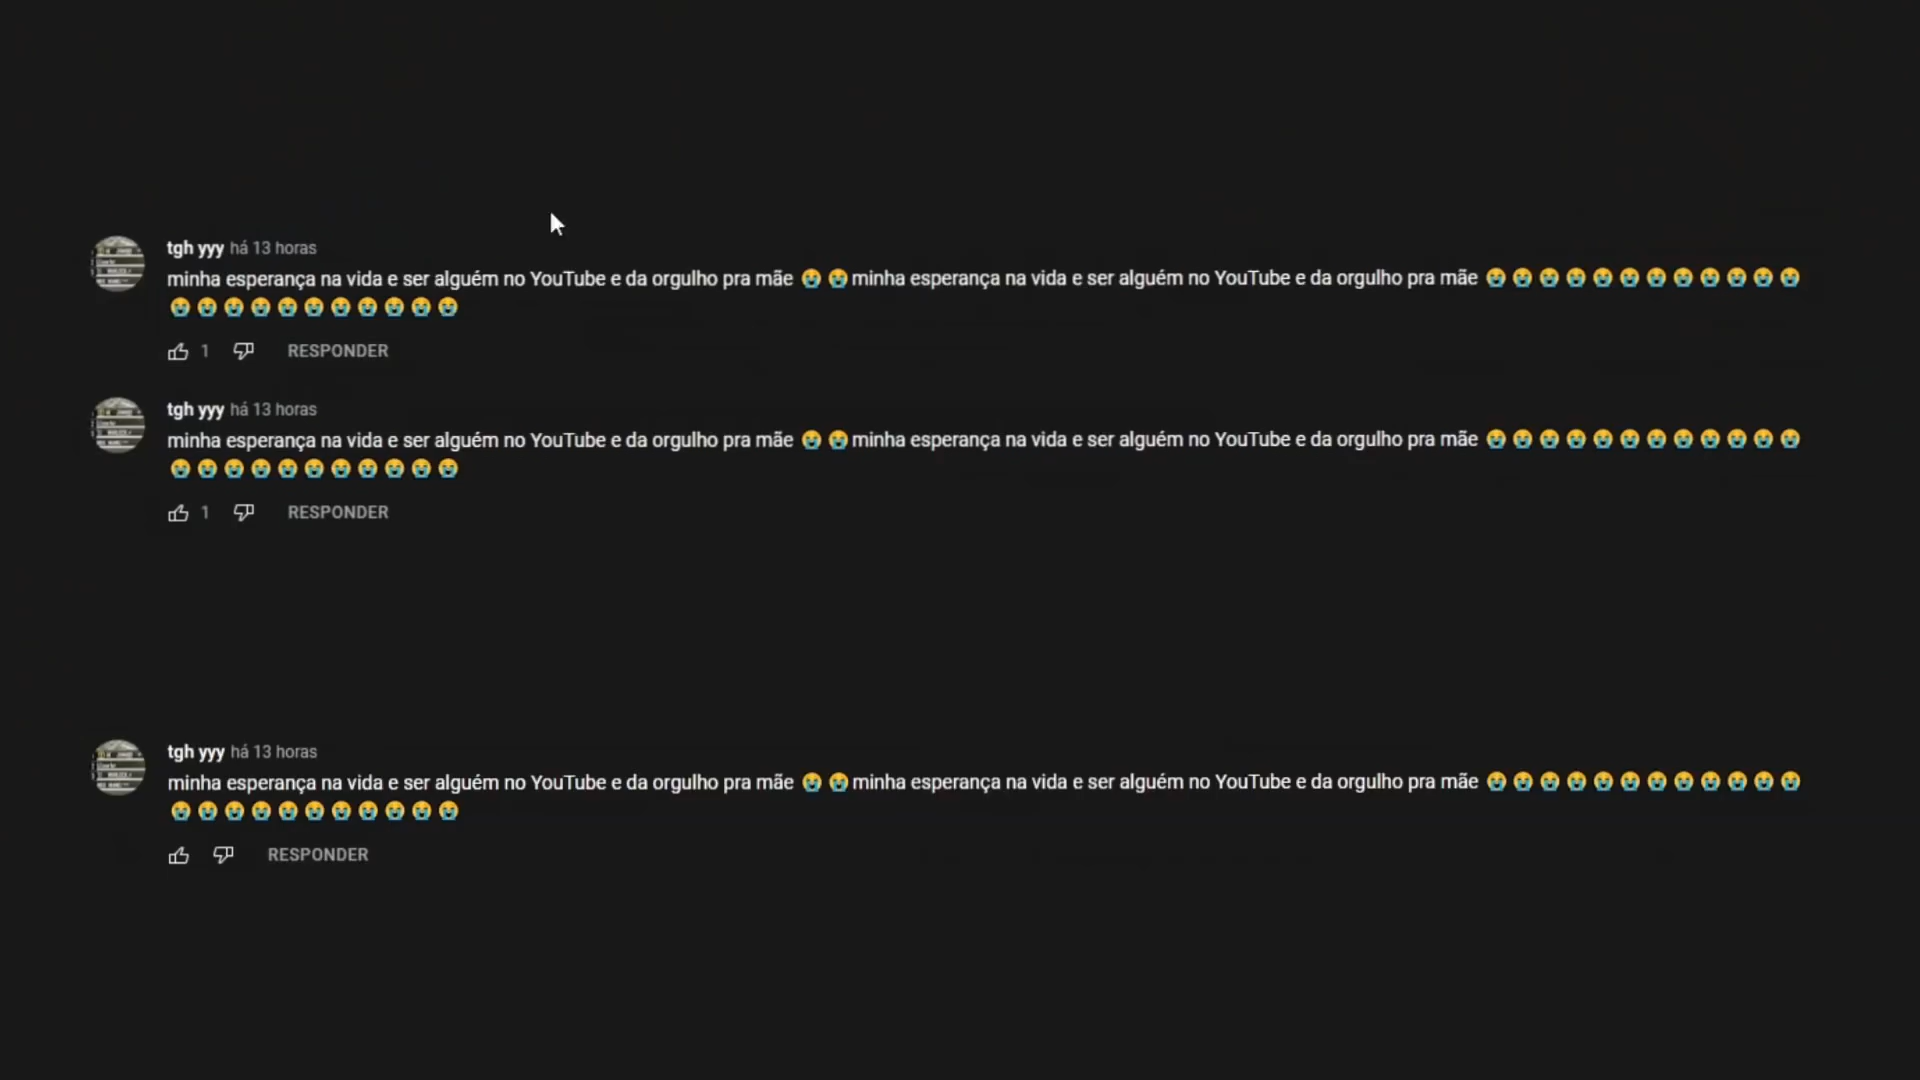 tgh yyy há 13 horas
minha esperança na vida e ser alguém no YouTube e da orgulho pra mãe 😭😭minha esperança na vida e ser alguém no YouTube e da orgulho pra mãe 😭😭😭😭😭😭😭😭😭😭😭😭
😭😭😭😭😭😭😭😭😭😭😭
1 RESPONDER
tgh yyy há 13 horas
minha esperança na vida e ser alguém no YouTube e da orgulho pra mãe 😭😭minha esperança na vida e ser alguém no YouTube e da orgulho pra mãe 😭😭😭😭😭😭😭😭😭😭😭😭
😭😭😭😭😭😭😭😭😭😭😭
1 RESPONDER
tgh yyy há 13 horas
minha esperança na vida e ser alguém no YouTube e da orgulho pra mãe 😭😭minha esperança na vida e ser alguém no YouTube e da orgulho pra mãe 😭😭😭😭😭😭😭😭😭😭😭😭
😭😭😭😭😭😭😭😭😭😭😭
RESPONDER